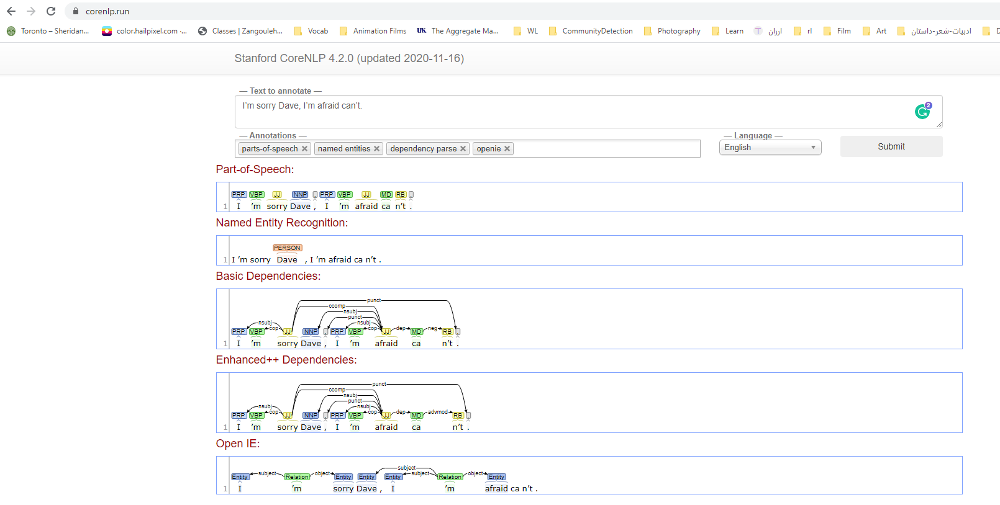 corenlp.run
Toronto – Sheridan... color.hailpixel.com -... Classes | Zangouleh... Vocab Animation Films UK The Aggregate Ma... WL CommunityDetection Photography Learn T ارزان rl Film Art ادبیات-شعر-داستان D
Stanford CoreNLP 4.2.0 (updated 2020-11-16)
— Text to annotate —
I’m sorry Dave, I’m afraid can’t.
2
— Annotations — — Language —
parts-of-speech × named entities × dependency parse × openie × English Submit
Part-of-Speech:
PRP VBP JJ NNP , PRP VBP JJ MD RB .
1 I ’m sorry Dave , I ’m afraid ca n’t .
Named Entity Recognition:
PERSON
1 I ’m sorry Dave , I ’m afraid ca n’t .
Basic Dependencies:
punct
ccomp
nsubj
punct
nsubj nsubj
cop cop dep neg
PRP VBP JJ NNP , PRP VBP JJ MD RB .
1 I ’m sorry Dave , I ’m afraid ca n’t .
Enhanced++ Dependencies:
punct
ccomp
nsubj
punct
nsubj nsubj
cop cop dep advmod
PRP VBP JJ NNP , PRP VBP JJ MD RB .
1 I ’m sorry Dave , I ’m afraid ca n’t .
Open IE:
subject
subject object subject object
Entity Relation Entity Entity Entity Relation Entity
1 I ’m sorry Dave , I ’m afraid ca n’t .